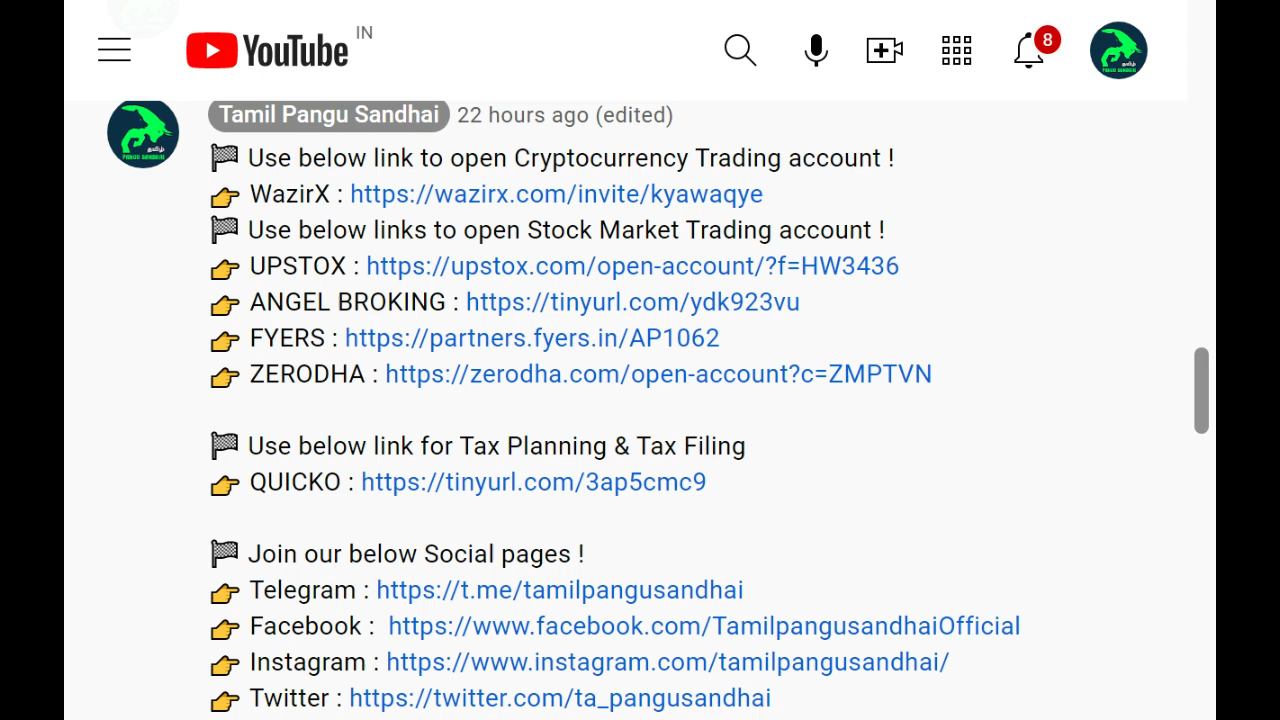 YouTube IN
8
Tamil Pangu Sandhai 22 hours ago (edited)
Use below link to open Cryptocurrency Trading account !
WazirX : https://wazirx.com/invite/kyawaqye
Use below links to open Stock Market Trading account !
UPSTOX : https://upstox.com/open-account/?f=HW3436
ANGEL BROKING : https://tinyurl.com/ydk923vu
FYERS : https://partners.fyers.in/AP1062
ZERODHA : https://zerodha.com/open-account?c=ZMPTVN
Use below link for Tax Planning & Tax Filing
QUICKO : https://tinyurl.com/3ap5cmc9
Join our below Social pages !
Telegram : https://t.me/tamilpangusandhai
Facebook : https://www.facebook.com/TamilpangusandhaiOfficial
Instagram : https://www.instagram.com/tamilpangusandhai/
Twitter : https://twitter.com/ta_pangusandhai